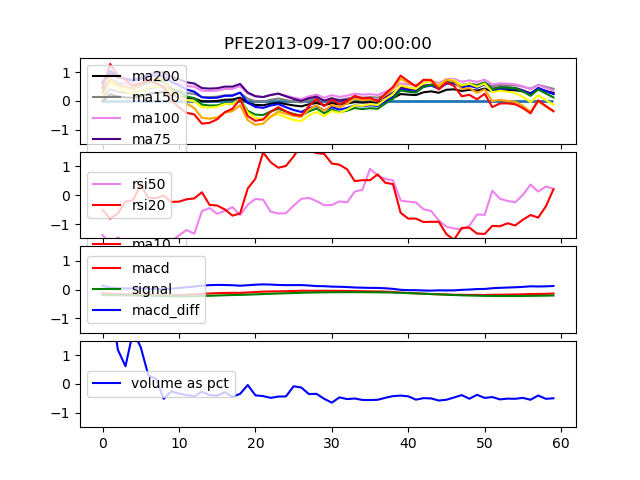 PFE2013-09-17 00:00:00
1
0
−1
ma200
ma150
ma100
ma75
1
0
−1
rsi50
rsi20
ma10
1
0
−1
macd
signal
macd_diff
1
0
−1
volume as pct
0 10 20 30 40 50 60